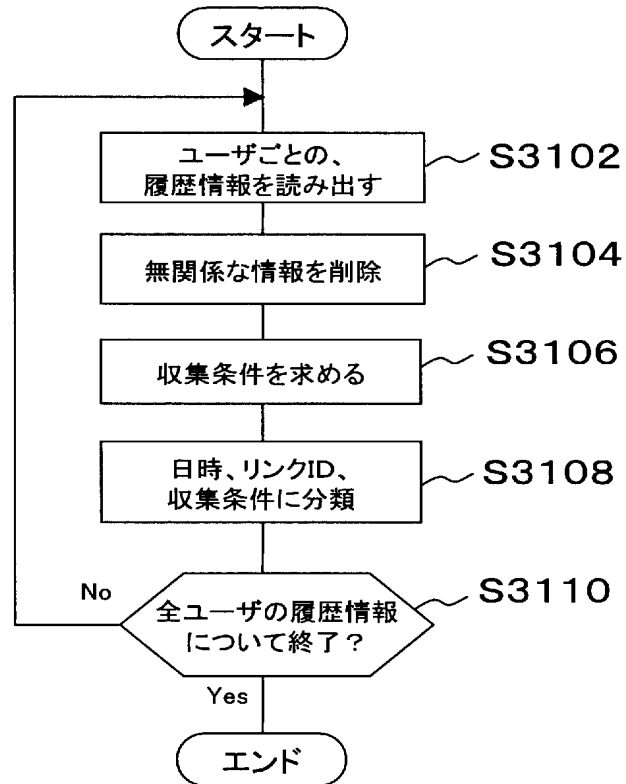 スタート
ユーザごとの、
履歴情報を読み出す
S3102
無関係な情報を削除
S3104
収集条件を求める
S3106
日時、リンクID、
収集条件に分類
S3108
全ユーザの履歴情報
について終了？
S3110
No
Yes
エンド